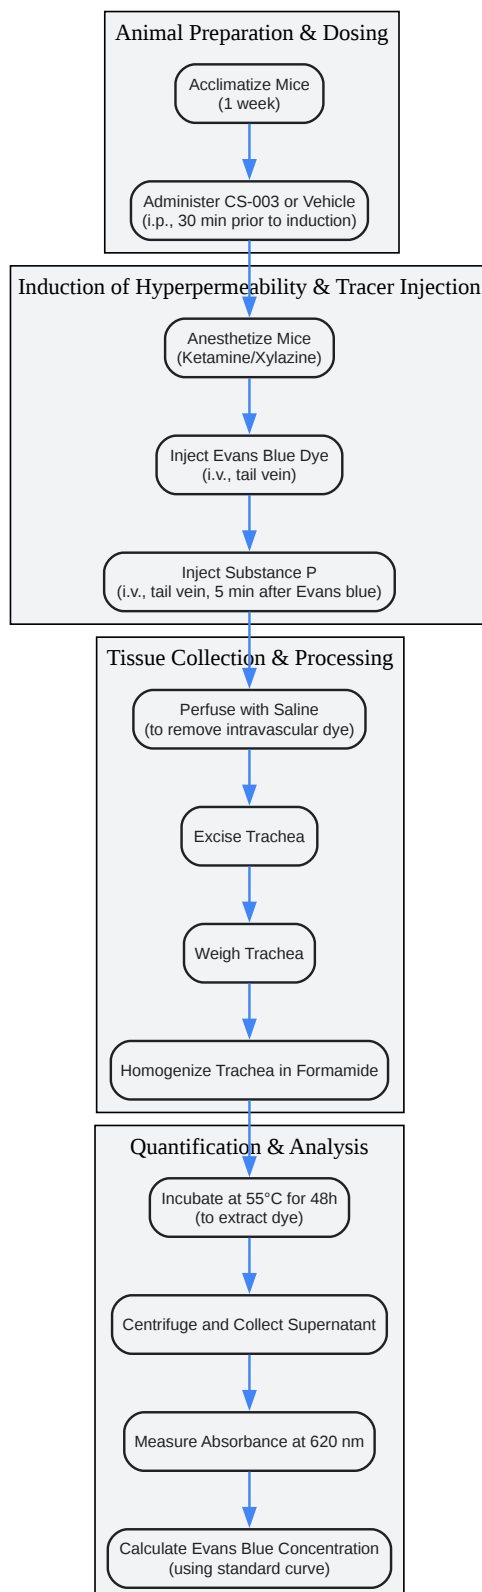 Animal Preparation & Dosing
Acclimatize Mice
(1 week)
Administer CS-003 or Vehicle
(i.p., 30 min prior to induction)
Induction of Hyperpermeability & Tracer Injection
Anesthetize Mice
(Ketamine/Xylazine)
Inject Evans Blue Dye
(i.v., tail vein)
Inject Substance P
(i.v., tail vein, 5 min after Evans blue)
Tissue Collection & Processing
Perfuse with Saline
(to remove intravascular dye)
Excise Trachea
Weigh Trachea
Homogenize Trachea in Formamide
Quantification & Analysis
Incubate at 55°C for 48h
(to extract dye)
Centrifuge and Collect Supernatant
Measure Absorbance at 620 nm
Calculate Evans Blue Concentration
(using standard curve)